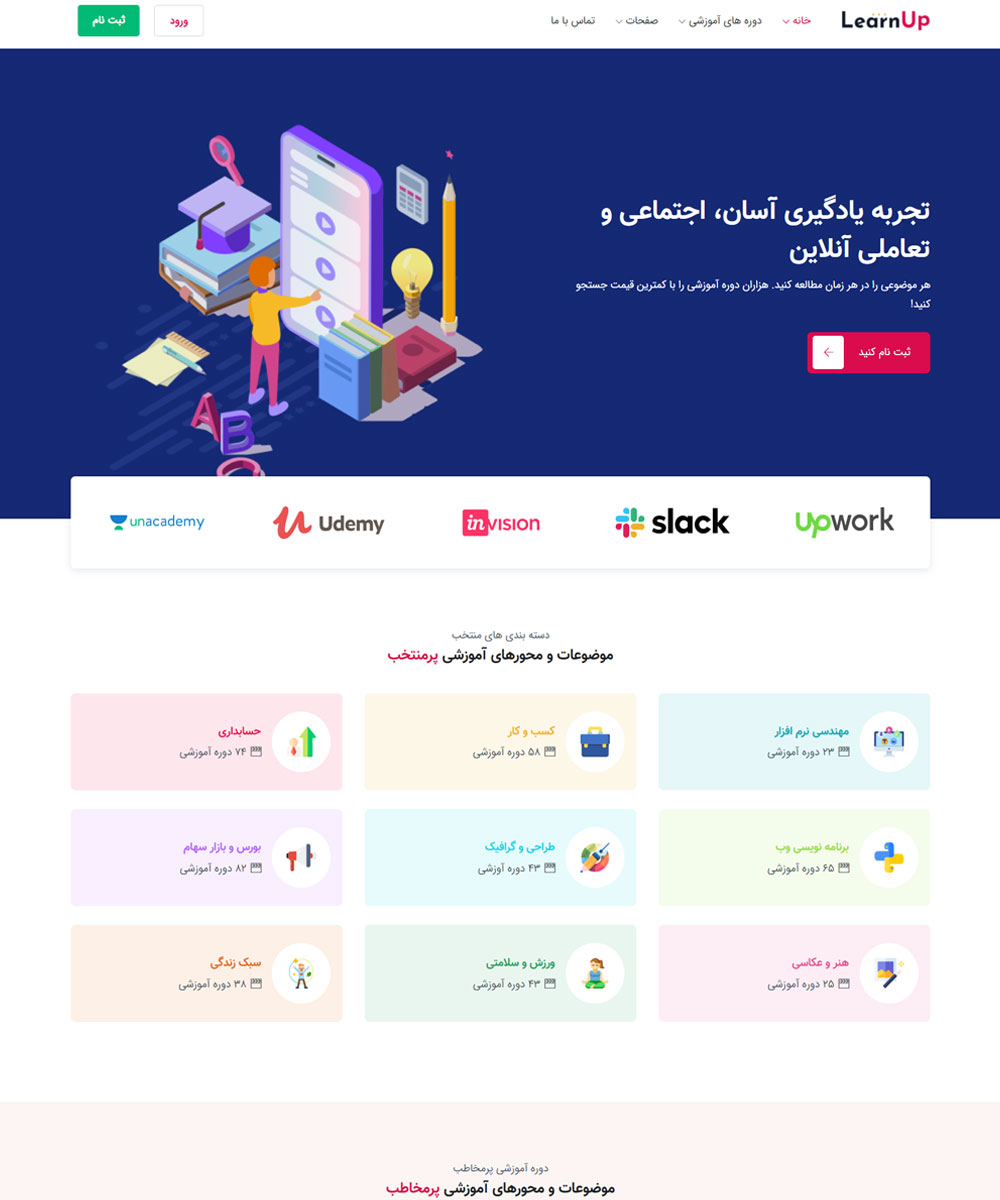 LearnUp
خانه
دوره های آموزشی
صفحات
تماس با ما
ورود
ثبت نام
تجربه یادگیری آسان، اجتماعی و
تعاملی آنلاین
هر موضوعی را در هر زمان مطالعه کنید. هزاران دوره آموزشی را با کمترین قیمت جستجو
کنید!
ثبت نام کنید
A
B
C
upwork
slack
invision
Udemy
unacademy
دسته بندی های منتخب
موضوعات و محورهای آموزشی پرمنتخب
مهندسی نرم افزار
۲۳ دوره آموزشی
کسب و کار
۵۸ دوره آموزشی
حسابداری
۷۴ دوره آموزشی
برنامه نویسی وب
۶۵ دوره آموزشی
طراحی و گرافیک
۴۳ دوره آوزشی
بورس و بازار سهام
۸۲ دوره آموزشی
هنر و عکاسی
۲۵ دوره آموزشی
ورزش و سلامتی
۴۳ دوره آموزشی
سبک زندگی
۳۸ دوره آموزشی
دوره آموزشی پرمخاطب
موضوعات و محورهای آموزشی پرمخاطب